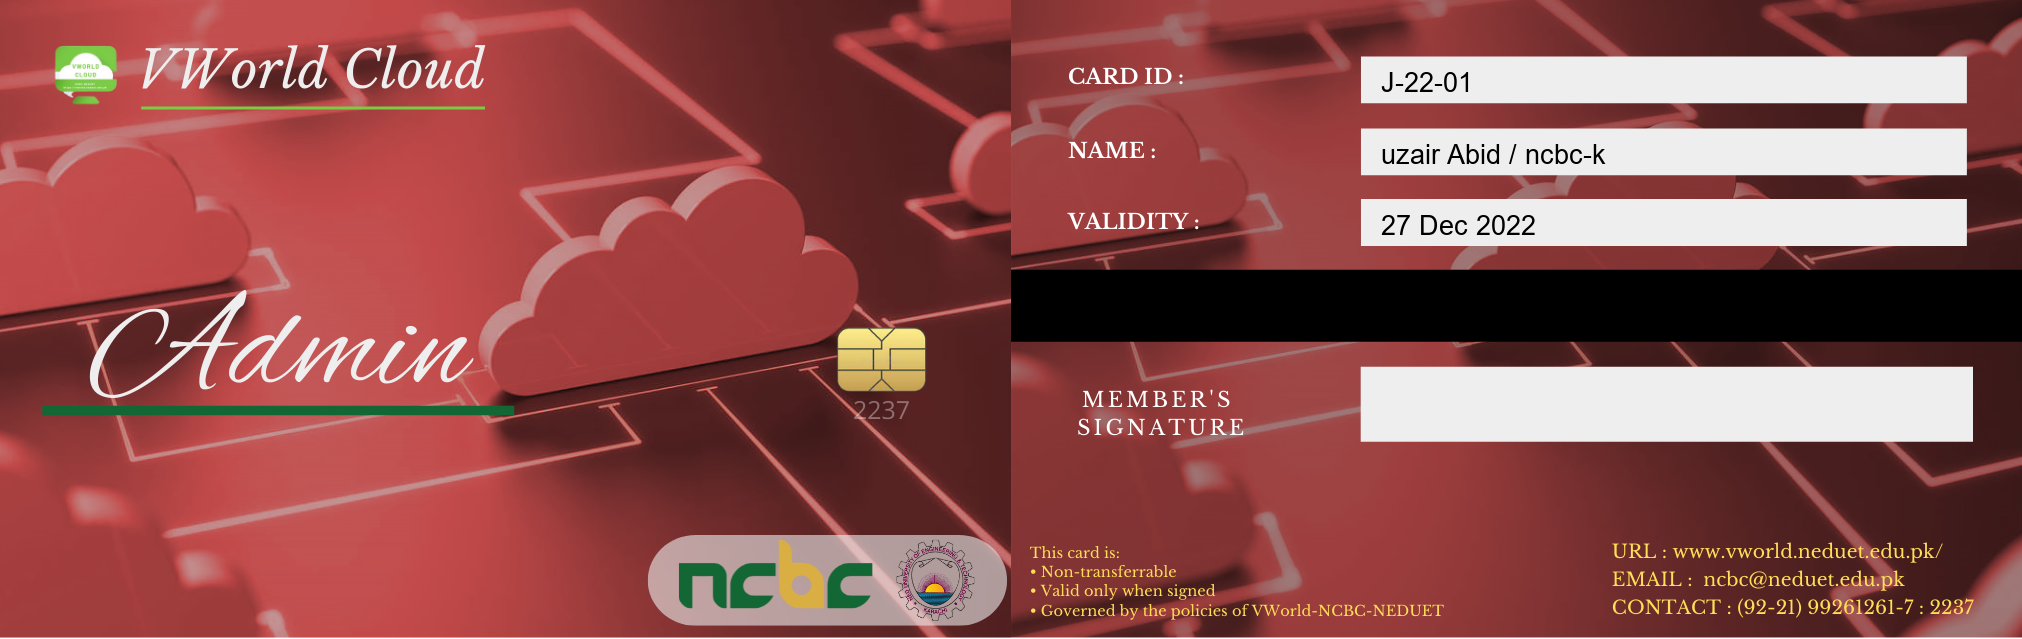 VWORLD
CLOUD
VWorld Cloud
Admin
2237
ncbc
CARD ID :
J-22-01
NAME :
uzair Abid / ncbc-k
VALIDITY :
27 Dec 2022
MEMBER'S
SIGNATURE
This card is:
• Non-transferrable
• Valid only when signed
• Governed by the policies of VWorld-NCBC-NEDUET
URL : www.vworld.neduet.edu.pk/
EMAIL : ncbc@neduet.edu.pk
CONTACT : (92-21) 99261261-7 : 2237